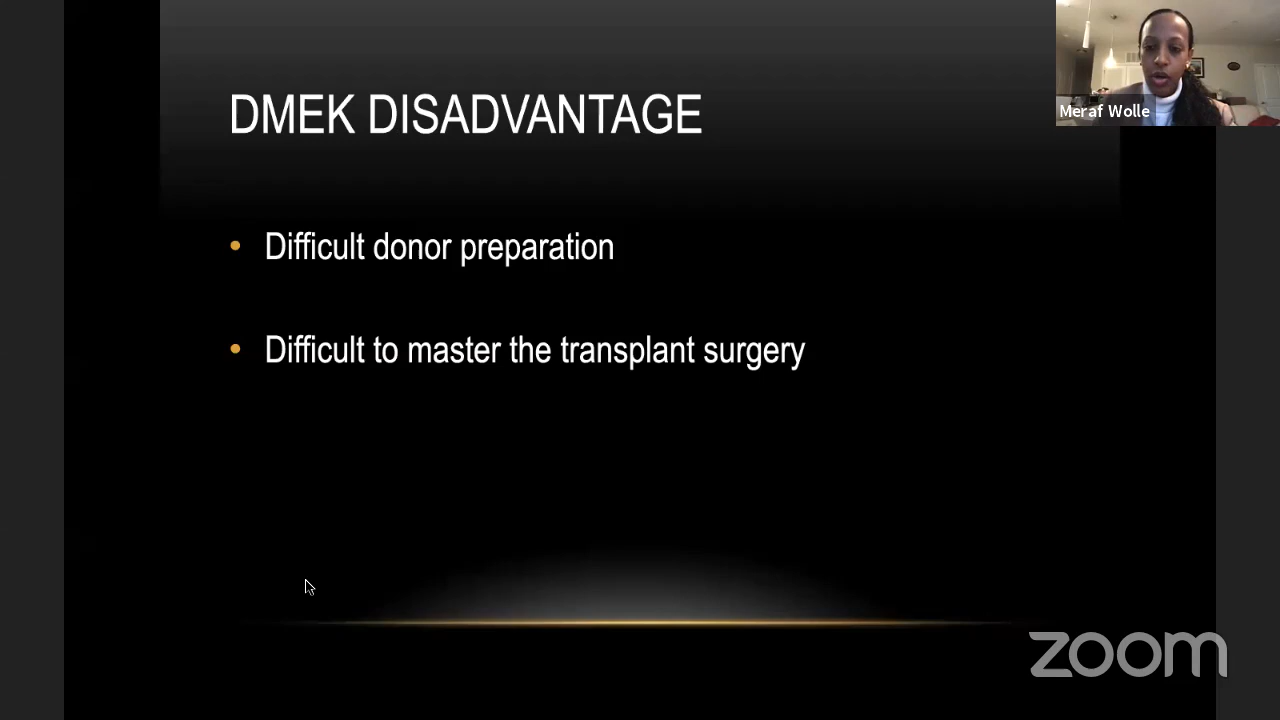 DMEK DISADVANTAGE
Meraf Wolle
• Difficult donor preparation
• Difficult to master the transplant surgery
zoom